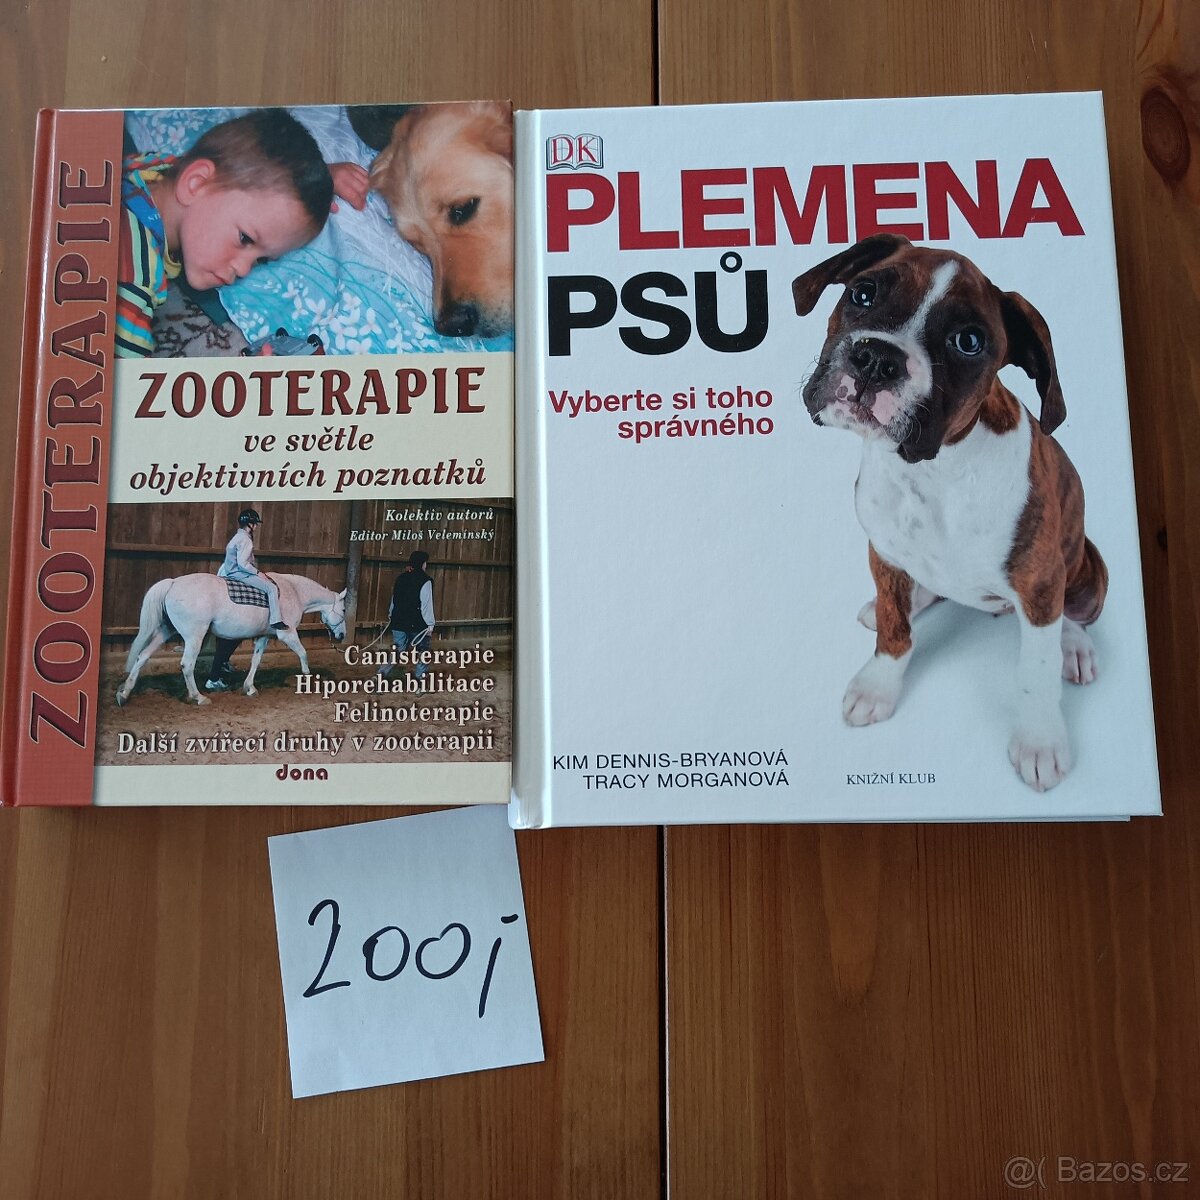 ZOOTERAPIE
ZOOTERAPIE
ve světle
objektivních poznatků
Kolektiv autorů
Editor Miloš Velemínský
Canisterapie
Hiporehabilitace
Felinoterapie
Další zvířecí druhy v zooterapii
dona
DK
PLEMENA
PSŮ
Vyberte si toho
správného
KIM DENNIS-BRYANOVÁ
TRACY MORGANOVÁ
KNIŽNÍ KLUB
200,-
@( Bazos.cz